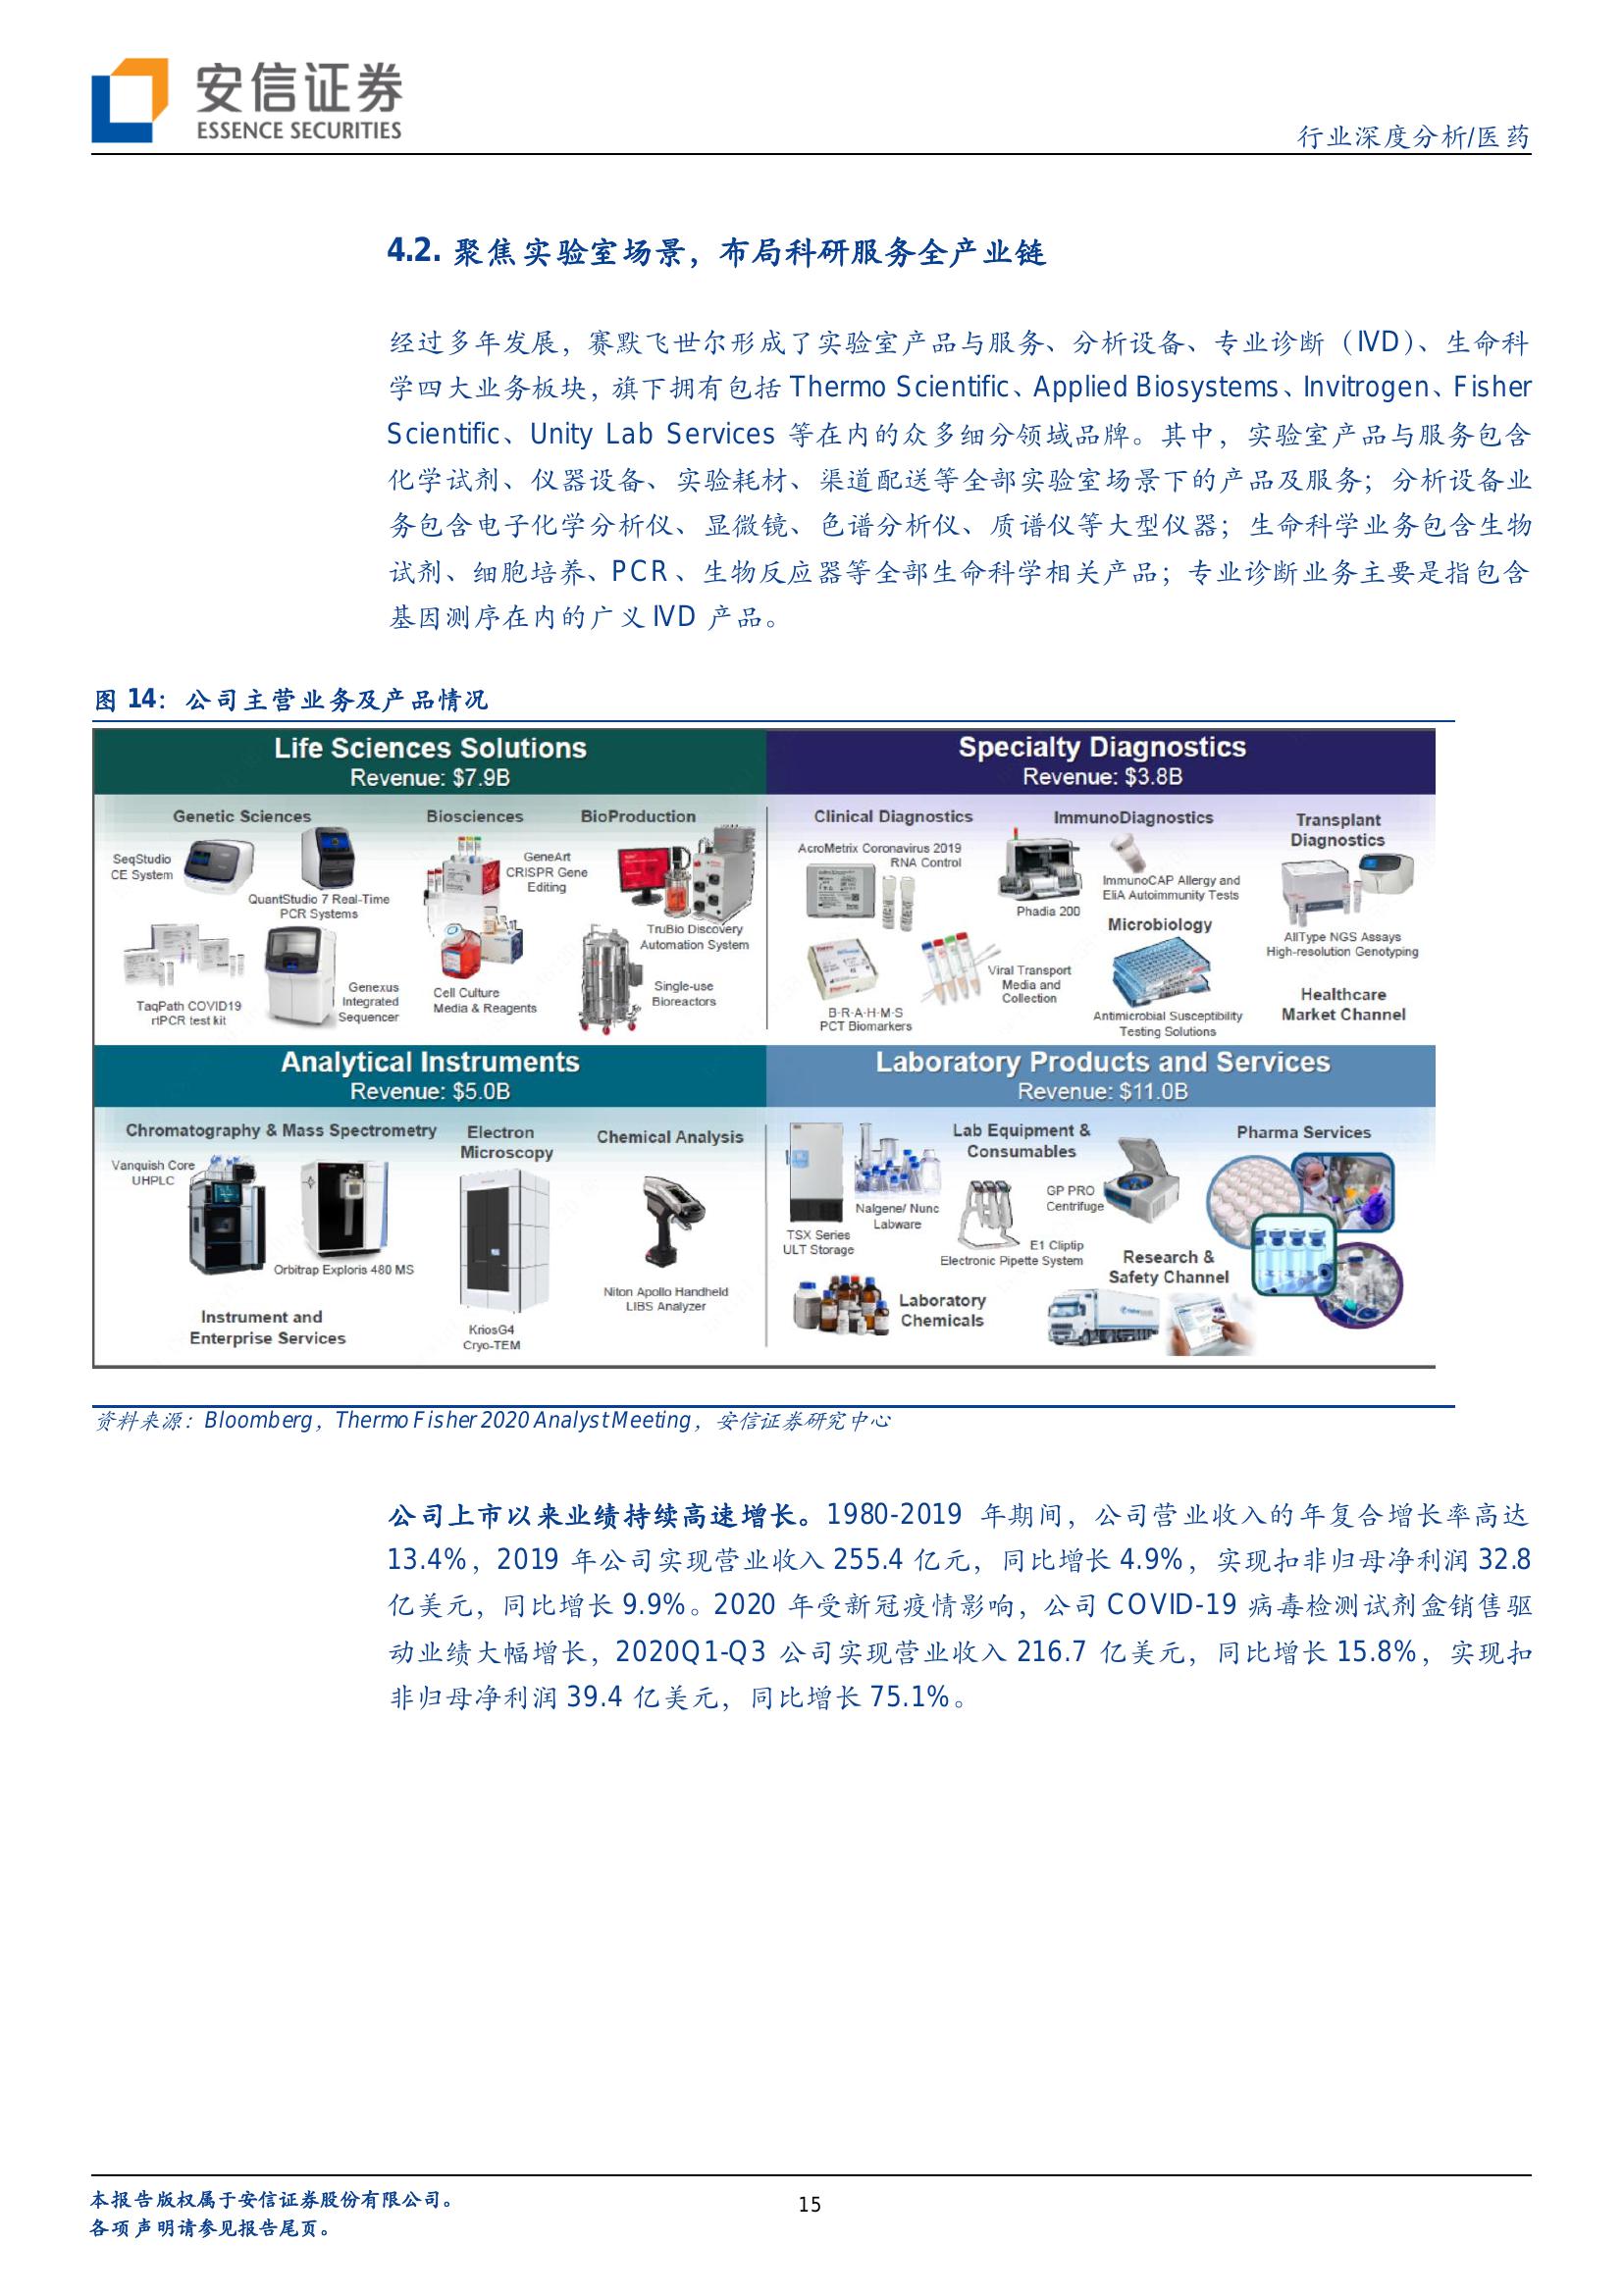 安信证券
ESSENCE SECURITIES
行业深度分析/医药
4.2. 聚焦实验室场景，布局科研服务全产业链
经过多年发展，赛默飞世尔形成了实验室产品与服务、分析设备、专业诊断（IVD）、生命科
学四大业务板块，旗下拥有包括 Thermo Scientific、Applied Biosystems、Invitrogen、Fisher
Scientific、Unity Lab Services 等在内的众多细分领域品牌。其中，实验室产品与服务包含
化学试剂、仪器设备、实验耗材、渠道配送等全部实验室场景下的产品及服务；分析设备业
务包含电子化学分析仪、显微镜、色谱分析仪、质谱仪等大型仪器；生命科学业务包含生物
试剂、细胞培养、PCR、生物反应器等全部生命科学相关产品；专业诊断业务主要是指包含
基因测序在内的广义 IVD 产品。
图 14：公司主营业务及产品情况
Life Sciences Solutions
Revenue: $7.9B
Genetic Sciences
Biosciences
BioProduction
SeqStudio
CE System
QuantStudio 7 Real-Time
PCR Systems
GeneArt
CRISPR Gene
Editing
TruBio Discovery
Automation System
TaqPath COVID19
rtPCR test kit
Genexus
Integrated
Sequencer
Cell Culture
Media & Reagents
Single-use
Bioreactors
Specialty Diagnostics
Revenue: $3.8B
Clinical Diagnostics
ImmunoDiagnostics
Transplant
Diagnostics
AcroMetrix Coronavirus 2019
RNA Control
Phadia 200
ImmunoCAP Allergy and
EliA Autoimmunity Tests
Microbiology
AllType NGS Assays
High-resolution Genotyping
Viral Transport
Media and
Collection
B·R·A·H·M·S
PCT Biomarkers
Antimicrobial Susceptibility
Testing Solutions
Healthcare
Market Channel
Analytical Instruments
Revenue: $5.0B
Chromatography & Mass Spectrometry
Electron
Microscopy
Chemical Analysis
Vanquish Core
UHPLC
Orbitrap Exploris 480 MS
Instrument and
Enterprise Services
KriosG4
Cryo-TEM
Niton Apollo Handheld
LIBS Analyzer
Laboratory Products and Services
Revenue: $11.0B
Lab Equipment &
Consumables
Pharma Services
TSX Series
ULT Storage
Nalgene/ Nunc
Labware
GP PRO
Centrifuge
E1 Cliptip
Electronic Pipette System
Research &
Safety Channel
Laboratory
Chemicals
资料来源：Bloomberg，Thermo Fisher 2020 Analyst Meeting，安信证券研究中心
公司上市以来业绩持续高速增长。1980-2019 年期间，公司营业收入的年复合增长率高达
13.4%，2019 年公司实现营业收入 255.4 亿元，同比增长 4.9%，实现扣非归母净利润 32.8
亿美元，同比增长 9.9%。2020 年受新冠疫情影响，公司 COVID-19 病毒检测试剂盒销售驱
动业绩大幅增长，2020Q1-Q3 公司实现营业收入 216.7 亿美元，同比增长 15.8%，实现扣
非归母净利润 39.4 亿美元，同比增长 75.1%。
本报告版权属于安信证券股份有限公司。
各项声明请参见报告尾页。
15